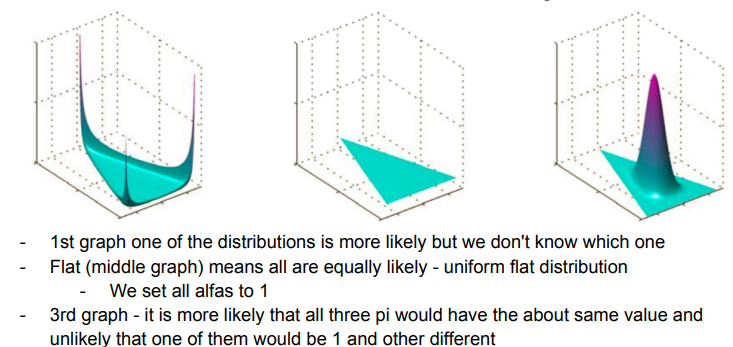 - 1st graph one of the distributions is more likely but we don't know which one
- Flat (middle graph) means all are equally likely - uniform flat distribution
- We set all alfas to 1
- 3rd graph - it is more likely that all three pi would have the about same value and
unlikely that one of them would be 1 and other different